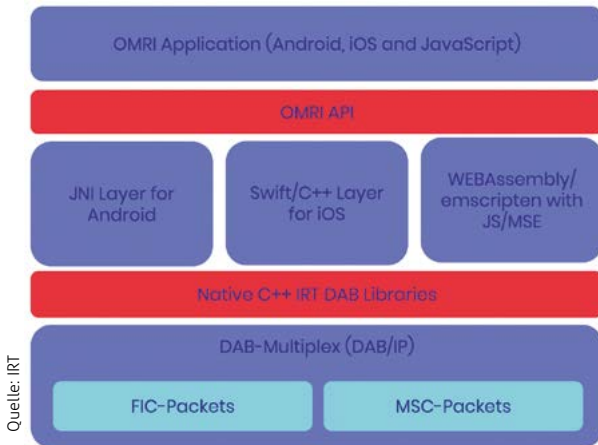 OMRI Application (Android, iOS and JavaScript)
OMRI API
JNI Layer for
Android
Swift/C++ Layer
for iOS
WEBAssembly/
emscripten with
JS/MSE
Native C++ IRT DAB Libraries
DAB-Multiplex (DAB/IP)
FIC-Packets
MSC-Packets
Quelle: IRT